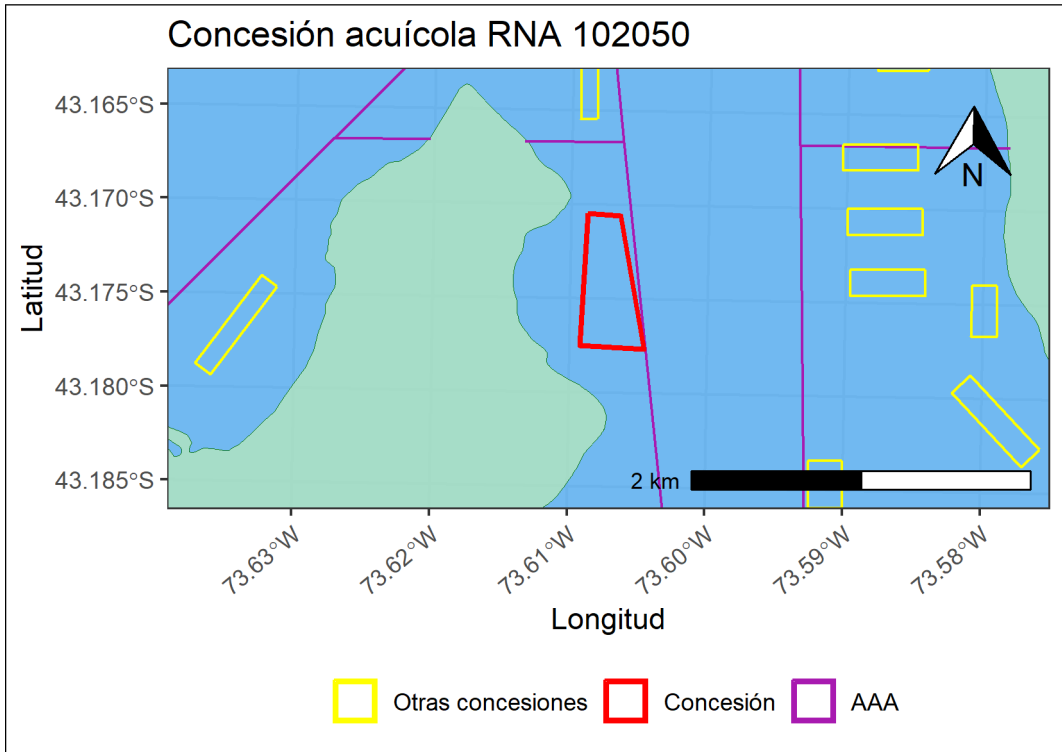 Concesión acuícola RNA 102050
43.165°S
43.170°S
43.175°S
43.180°S
43.185°S
Latitud
N
2 km
73.63°W
73.62°W
73.61°W
73.60°W
73.59°W
73.58°W
Longitud
Otras concesiones
Concesión
AAA